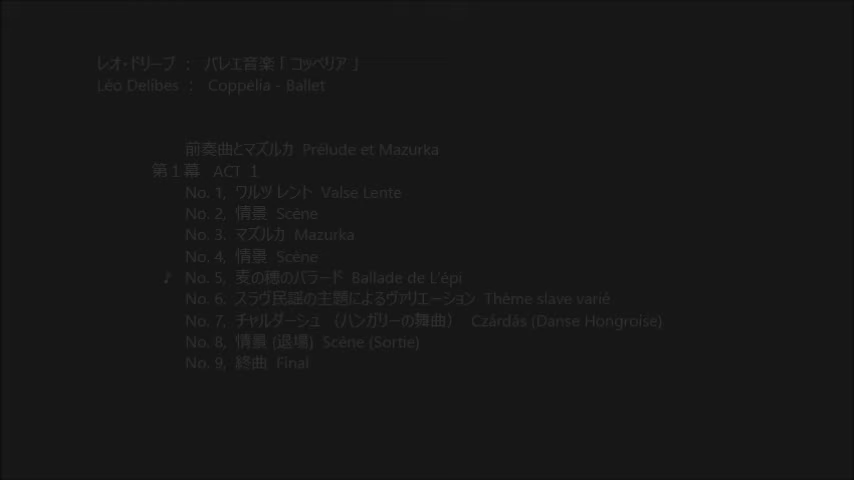 レオ・ドリーブ ： バレエ音楽「 コッペリア 」
Léo Delibes ： Coppélia - Ballet
前奏曲とマズルカ Prélude et Mazurka
第１幕 ACT 1
No. 1, ワルツ レント Valse Lente
No. 2, 情景 Scène
No. 3. マズルカ Mazurka
No. 4, 情景 Scène
♪ No. 5, 麦の穂のバラード Ballade de L'épi
No. 6. スラヴ民謡の主題によるヴァリエーション Thème slave varié
No. 7, チャルダーシュ （ハンガリーの舞曲） Czárdás (Danse Hongroise)
No. 8, 情景 (退場) Scène (Sortie)
No. 9, 終曲 Final